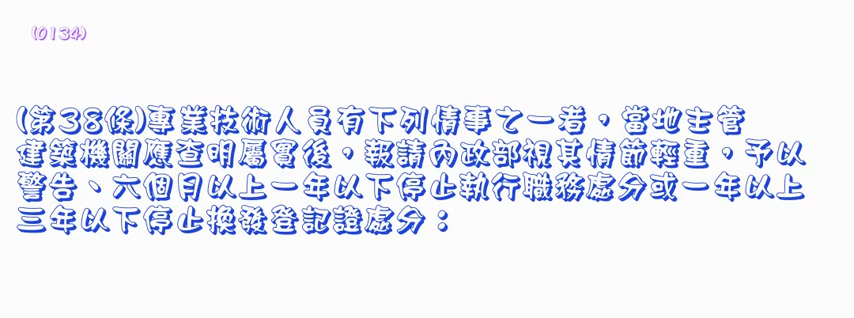 (0134)
(第38條)專業技術人員有下列情事之一者，當地主管
建築機關應查明屬實後，報請內政部視其情節輕重，予以
警告、六個月以上一年以下停止執行職務處分或一年以上
三年以下停止換發登記證處分：